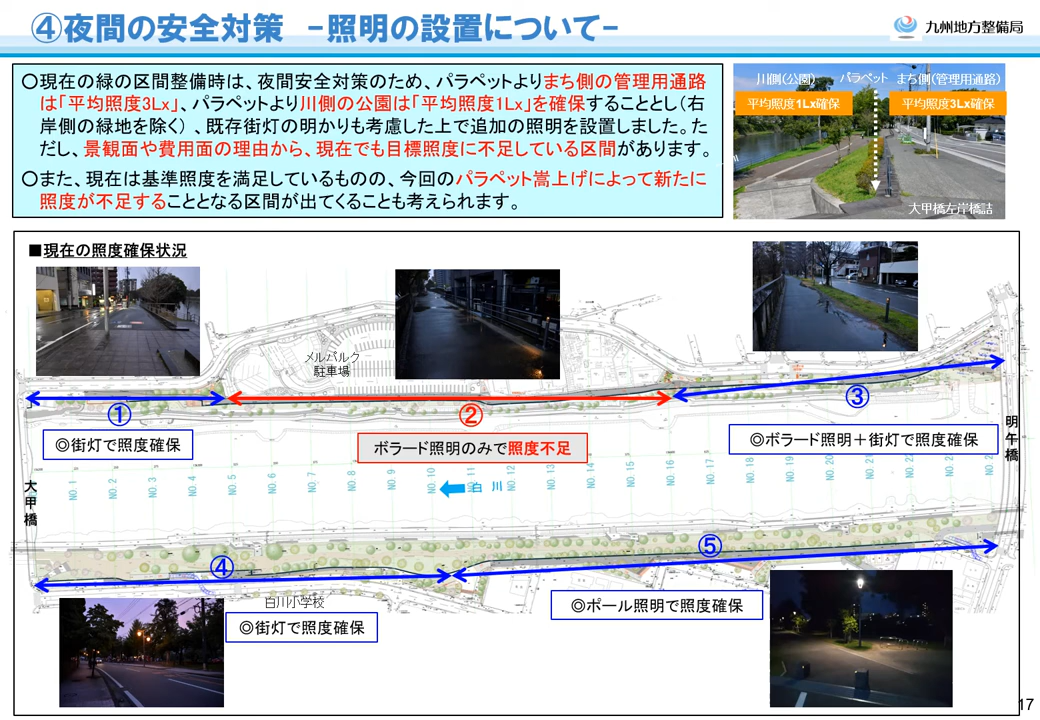 ④夜間の安全対策 －照明の設置について－
九州地方整備局
〇現在の緑の区間整備時は、夜間安全対策のため、パラペットよりまち側の管理用通路
は「平均照度3Lx」、パラペットより川側の公園は「平均照度1Lx」を確保することとし（右
岸側の緑地を除く）、既存街灯の明かりも考慮した上で追加の照明を設置しました。た
だし、景観面や費用面の理由から、現在でも目標照度に不足している区間があります。
〇また、現在は基準照度を満足しているものの、今回のパラペット嵩上げによって新たに
照度が不足することとなる区間が出てくることも考えられます。
川側(公園) パラペット まち側(管理用通路)
平均照度1Lx確保 平均照度3Lx確保
大甲橋左岸橋詰
■現在の照度確保状況
メルパルク
駐車場
① ② ③
◎街灯で照度確保
ボラード照明のみで照度不足
◎ボラード照明＋街灯で照度確保
大甲橋
明午橋
NO.1 NO.2 NO.3 NO.4 NO.5 NO.6 NO.7 NO.8 NO.9 NO.10 NO.11 NO.12 NO.13 NO.14 NO.15 NO.16 NO.17 NO.18 NO.19 NO.20 NO.21 NO.22
白川
④ ⑤
白川小学校
◎街灯で照度確保
◎ポール照明で照度確保
17